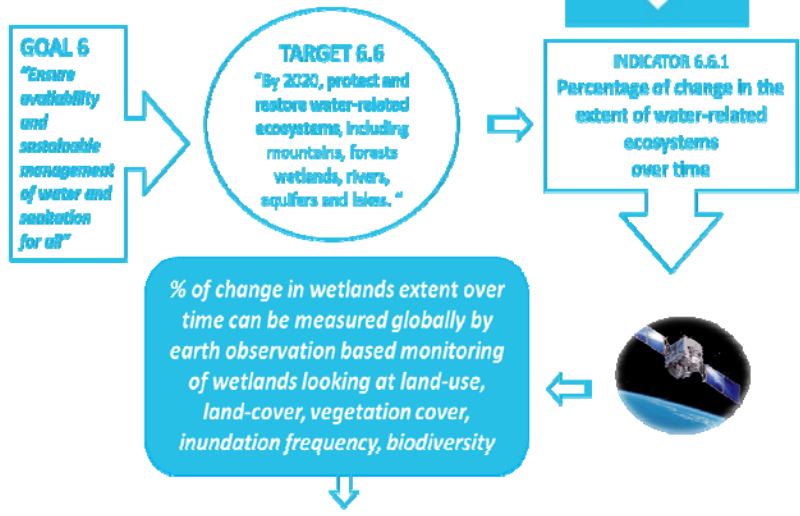 GOAL 6
"Ensure
availability
and
sustainable
management
of water and
sanitation
for all"
TARGET 6.6
"By 2020, protect and
restore water-related
ecosystems, including
mountains, forests
wetlands, rivers,
aquifers and lakes. "
INDICATOR 6.6.1
Percentage of change in the
extent of water-related
ecosystems
over time
% of change in wetlands extent over
time can be measured globally by
earth observation based monitoring
of wetlands looking at land-use,
land-cover, vegetation cover,
inundation frequency, biodiversity